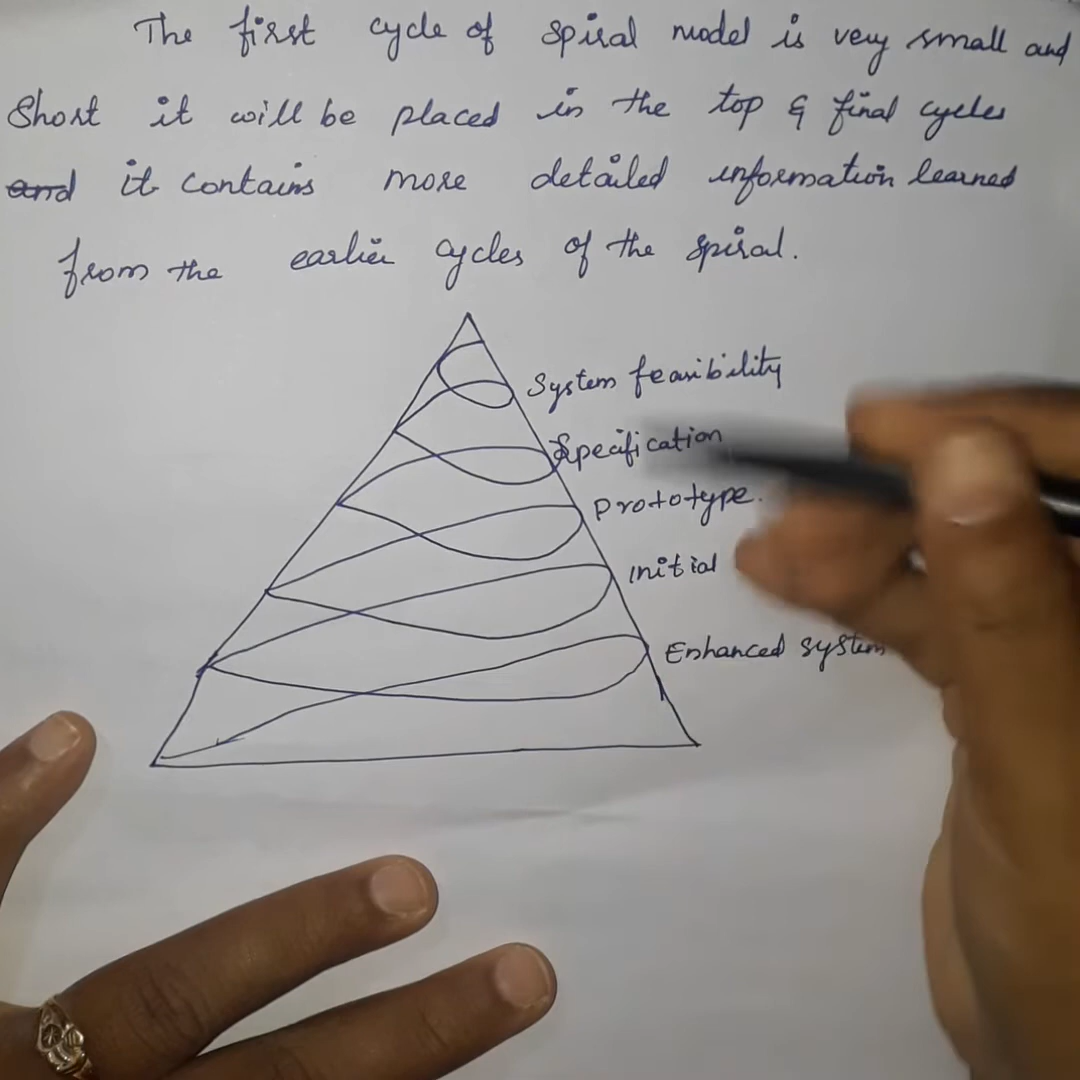 The first cycle of spiral model is very small and
Short it will be placed in the top & final cycles
and it contains more detailed information learned
from the earlier cycles of the spiral.
System feasibility
Specification
Prototype.
Initial
Enhanced system